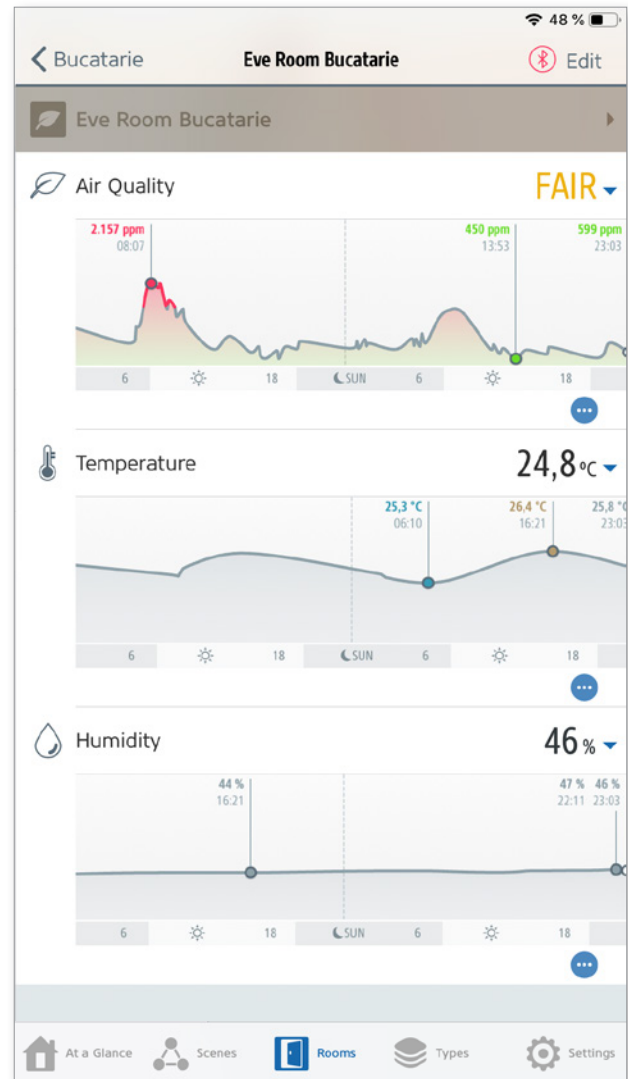 48 %
Bucatarie Eve Room Bucatarie Edit
Eve Room Bucatarie
Air Quality FAIR
2.157 ppm 450 ppm 599 ppm
08:07 13:53 23:03
6 18 SUN 6 18
Temperature 24,8 °C
25,3 °C 26,4 °C 25,8 °C
06:10 16:21 23:03
6 18 SUN 6 18
Humidity 46 %
44 % 47 % 46 %
16:21 22:11 23:03
6 18 SUN 6 18
At a Glance Scenes Rooms Types Settings